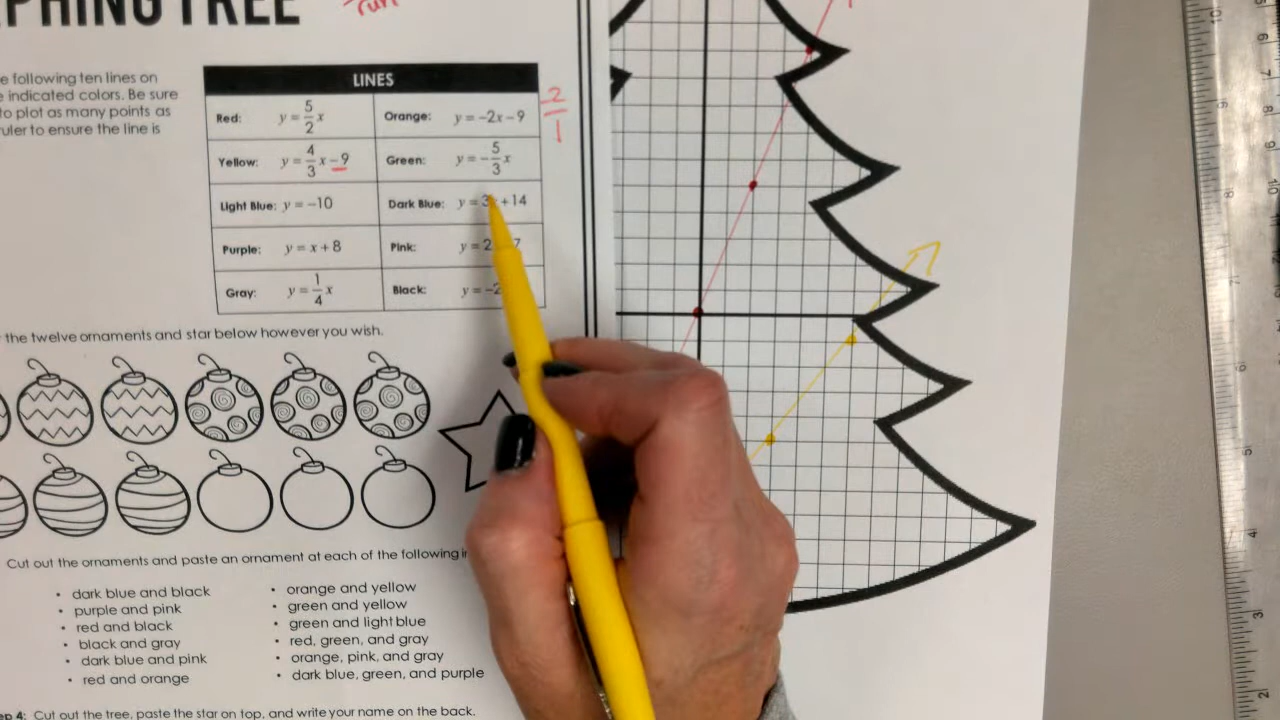 PHING TREE
run
e following ten lines on
e indicated colors. Be sure
to plot as many points as
uler to ensure the line is
LINES
Red: y = 5/2 x
Orange: y = -2x - 9
2/1
Yellow: y = 4/3 x - 9
Green: y = -5/3 x
Light Blue: y = -10
Dark Blue: y = 3 + 14
Purple: y = x + 8
Pink: y = 2 7
Gray: y = 1/4 x
Black: y = -2
the twelve ornaments and star below however you wish.
Cut out the ornaments and paste an ornament at each of the following in
• dark blue and black
• purple and pink
• red and black
• black and gray
• dark blue and pink
• red and orange
• orange and yellow
• green and yellow
• green and light blue
• red, green, and gray
• orange, pink, and gray
• dark blue, green, and purple
ep 4: Cut out the tree, paste the star on top, and write your name on the back.